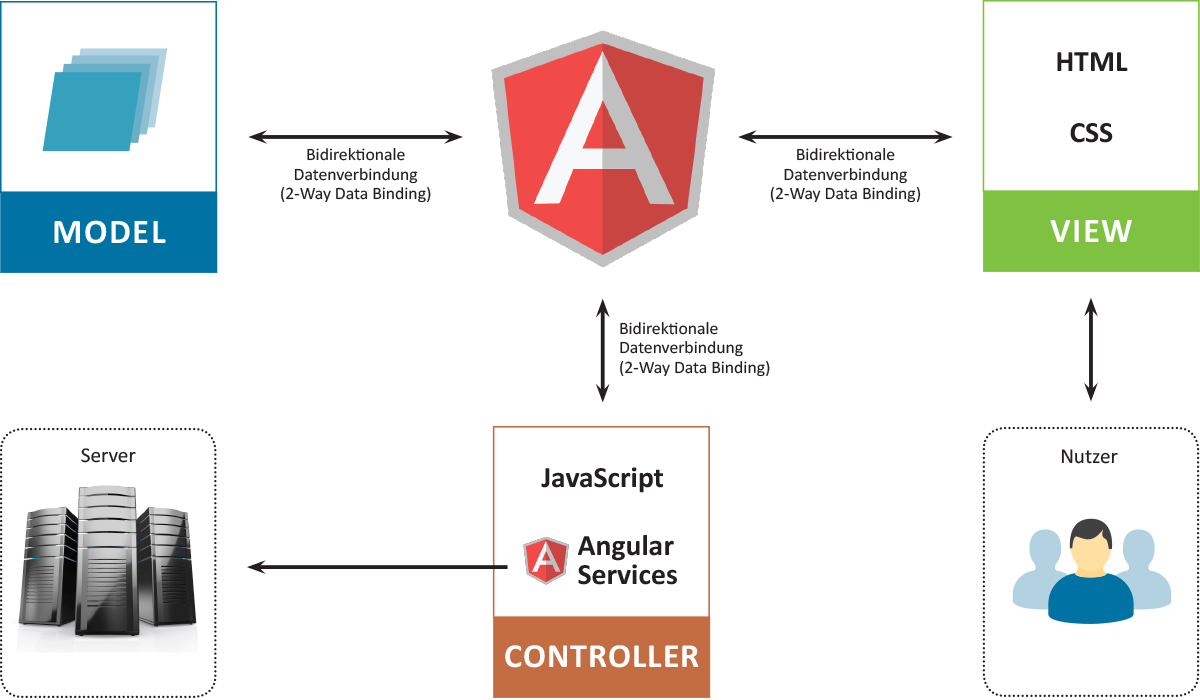 HTML
CSS
MODEL
Bidirektionale
Datenverbindung
(2-Way Data Binding)
Bidirektionale
Datenverbindung
(2-Way Data Binding)
VIEW
Bidirektionale
Datenverbindung
(2-Way Data Binding)
Server
JavaScript
Angular
Services
CONTROLLER
Nutzer